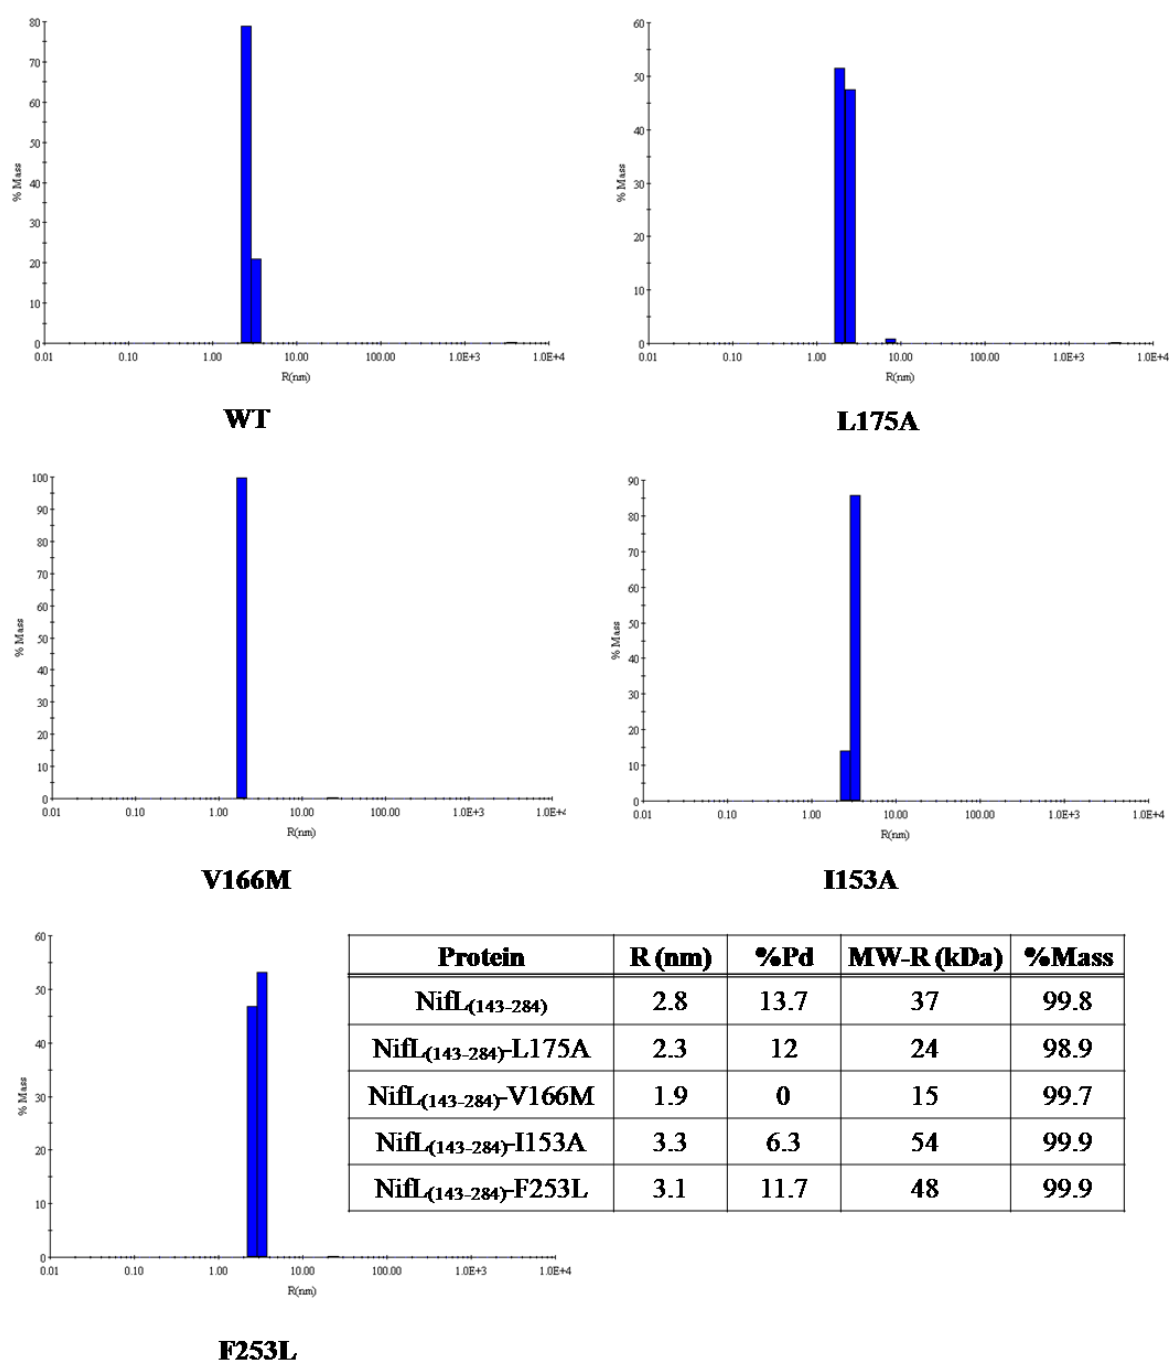 80
70
60
50
40
30
20
10
0
% Mass
0.01 0.10 1.00 10.00 100.00 1.0E+3 1.0E+4
R(nm)
WT
60
50
40
30
20
10
0
% Mass
0.01 0.10 1.00 10.00 100.00 1.0E+3 1.0E+4
R(nm)
L175A
100
90
80
70
60
50
40
30
20
10
0
% Mass
0.01 0.10 1.00 10.00 100.00 1.0E+3 1.0E+4
R(nm)
V166M
90
80
70
60
50
40
30
20
10
0
% Mass
0.01 0.10 1.00 10.00 100.00 1.0E+3 1.0E+4
R(nm)
I153A
60
50
40
30
20
10
0
% Mass
0.01 0.10 1.00 10.00 100.00 1.0E+3 1.0E+4
R(nm)
F253L
Protein R (nm) %Pd MW-R (kDa) %Mass
NifL(143-284) 2.8 13.7 37 99.8
NifL(143-284)-L175A 2.3 12 24 98.9
NifL(143-284)-V166M 1.9 0 15 99.7
NifL(143-284)-I153A 3.3 6.3 54 99.9
NifL(143-284)-F253L 3.1 11.7 48 99.9